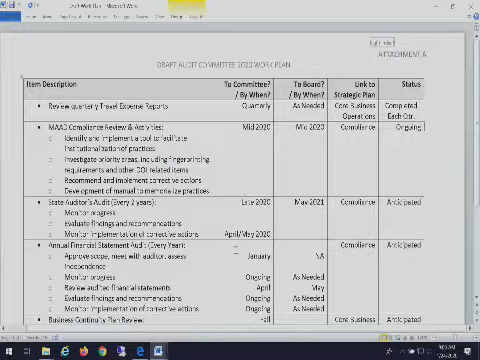 Draft Work Plan - Microsoft Word
ATTACHMENT A
DRAFT AUDIT COMMITTEE 2020 WORK PLAN
Item Description To Committee? / By When? To Board? / By When? Link to Strategic Plan Status
Review quarterly Travel Expense Reports Quarterly As Needed Core Business Operations Completed Each Qtr.
MAAD Compliance Review & Activities: Mid 2020 Mid 2020 Compliance Ongoing
Identify and implement a tool to facilitate
institutionalization of practices
Investigate priority areas, including fingerprinting
requirements and other DOI related items
Recommend and implement corrective actions
Development of manual to memorialize practices
State Auditor's Audit (Every 2 years): Late 2020 May 2021 Compliance Anticipated
Monitor progress
Evaluate findings and recommendations
Monitor implementation of corrective actions April/May 2020
Annual Financial Statement Audit (Every Year): Compliance Anticipated
Approve scope, meet with auditor, assess January NA
independence
Monitor progress Ongoing As Needed
Review audited financial statements April May
Evaluate findings and recommendations Ongoing As Needed
Monitor implementation of corrective actions Ongoing As Needed
Business Continuity Plan Review: Fall Core Business Anticipated